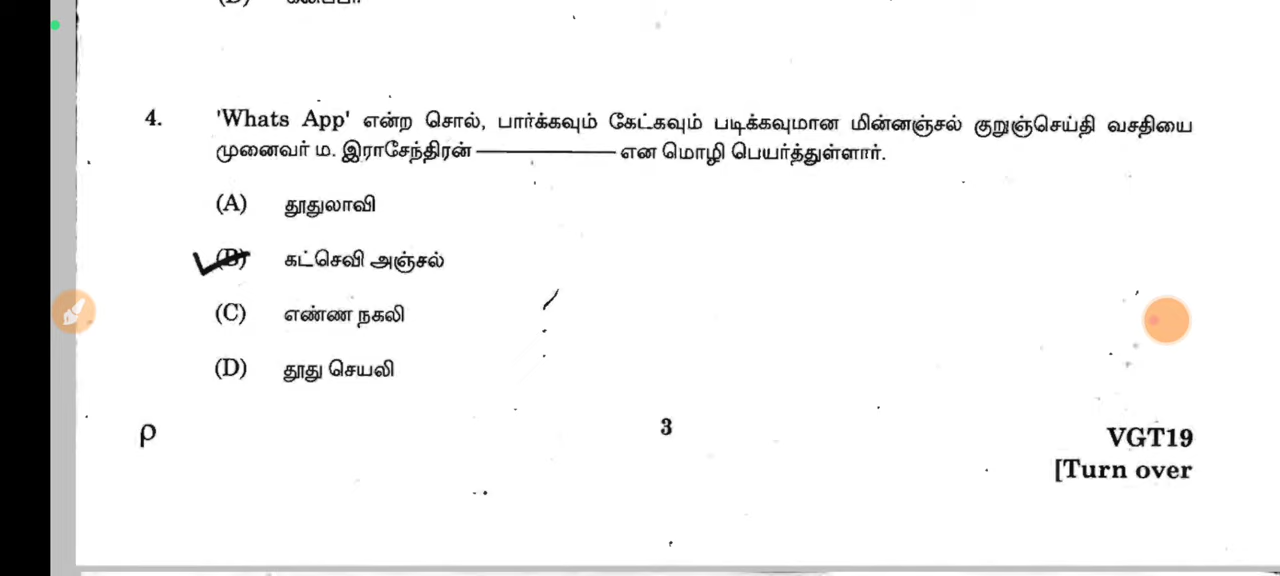 4. 'Whats App' என்ற சொல், பார்க்கவும் கேட்கவும் படிக்கவுமான மின்னஞ்சல் குறுஞ்செய்தி வசதியை
முனைவர் ம. இராசேந்திரன் ————— என மொழி பெயர்த்துள்ளார்.
(A) தூதுலாவி
(B) கட்செவி அஞ்சல்
(C) எண்ண நகலி
(D) தூது செயலி
ρ 3 VGT19
[Turn over